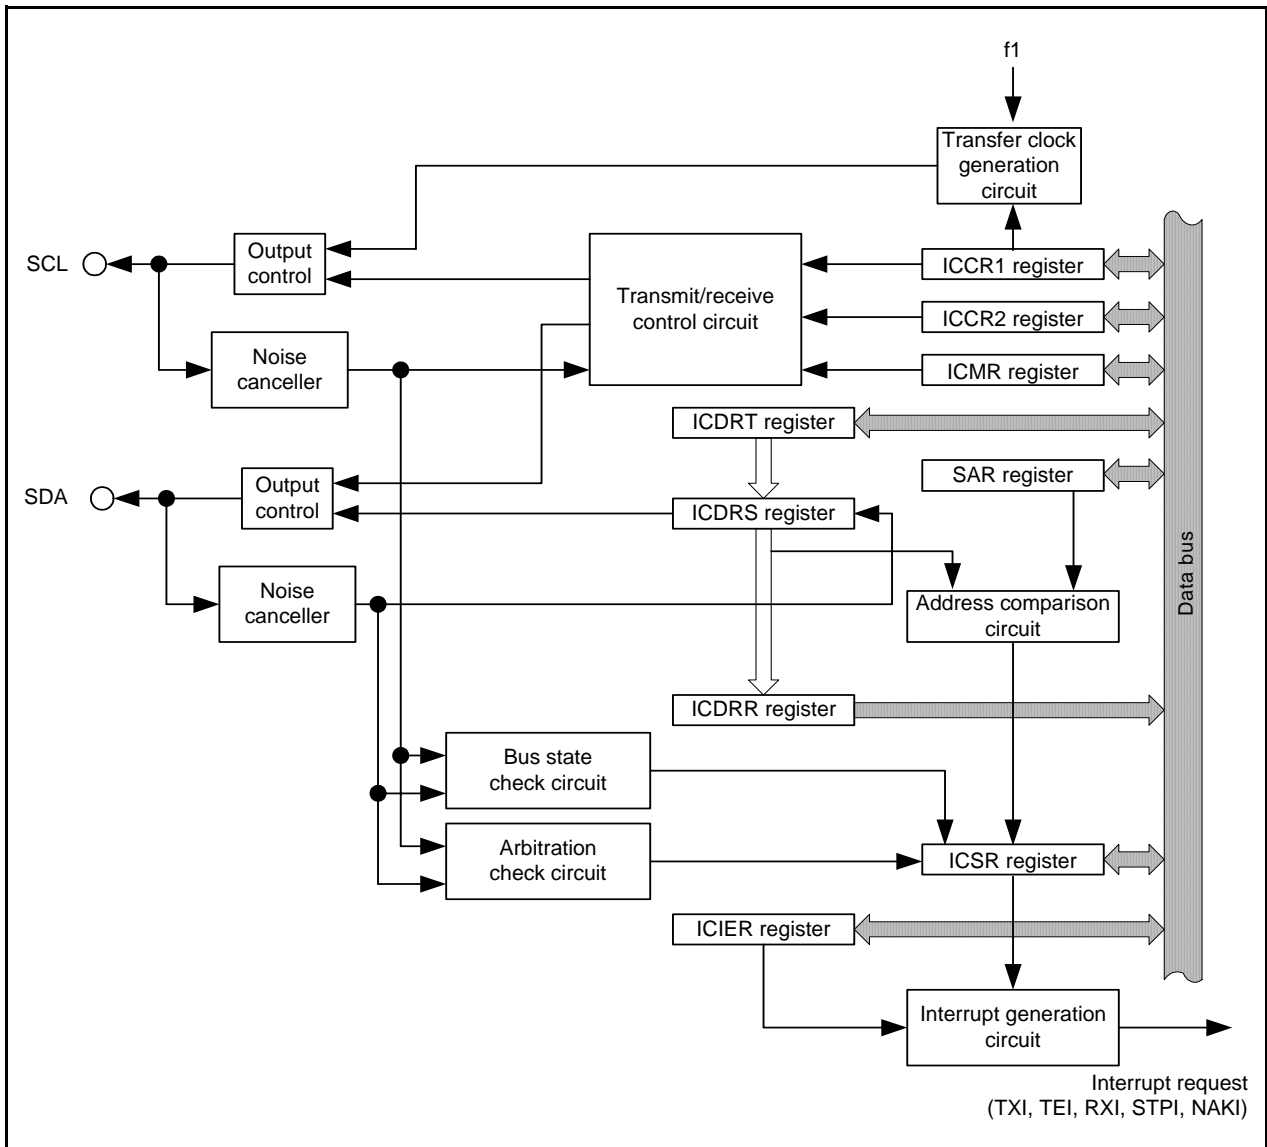 f1
Transfer clock
generation
circuit
SCL
Output
control
Transmit/receive
control circuit
ICCR1 register
ICCR2 register
Noise
canceller
ICMR register
ICDRT register
SAR register
SDA
Output
control
ICDRS register
Data bus
Noise
canceller
Address comparison
circuit
ICDRR register
Bus state
check circuit
Arbitration
check circuit
ICSR register
ICIER register
Interrupt generation
circuit
Interrupt request
(TXI, TEI, RXI, STPI, NAKI)